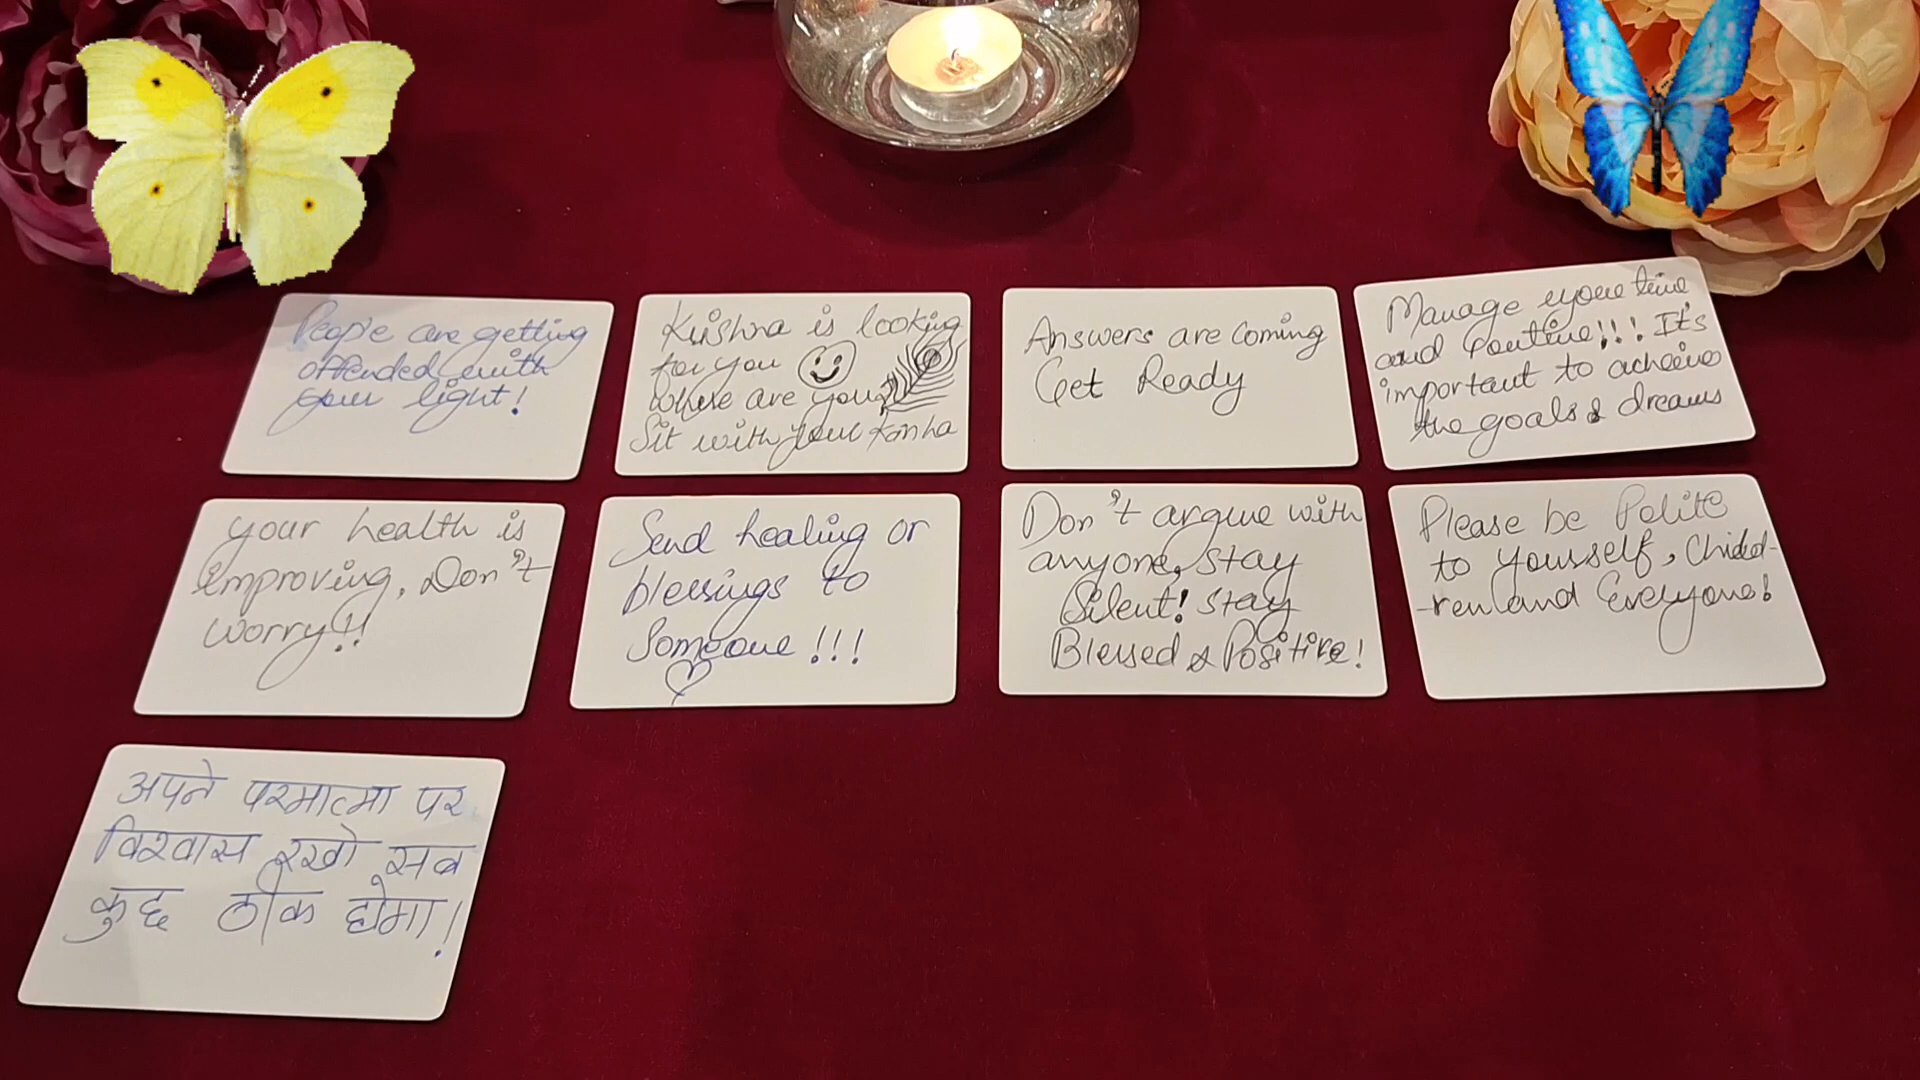 People are getting
offended with
your light!
Krishna is looking
for you
Where are you?
Sit with your Kanha
Answers are coming
Get Ready
Manage your time
and Routine!!! It's
important to acheive
the goals & dreams
your health is
improving, Don't
worry!!
Send healing or
blessings to
Someone !!!
Don't argue with
anyone, stay
Silent! stay
Blessed & Positive!
Please be Polite
to yourself, Child-
-ren and Everyone!
अपने परमात्मा पर
विश्वास रखो सब
कुछ ठीक होगा!